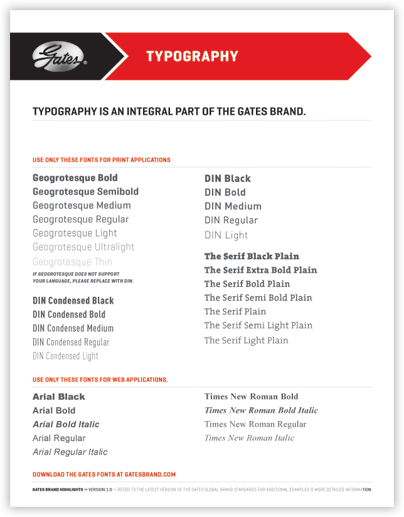 Gates
TYPOGRAPHY
TYPOGRAPHY IS AN INTEGRAL PART OF THE GATES BRAND.
USE ONLY THESE FONTS FOR PRINT APPLICATIONS
Geogrotesque Bold
Geogrotesque Semibold
Geogrotesque Medium
Geogrotesque Regular
Geogrotesque Light
Geogrotesque Ultralight
Geogrotesque Thin
IF GEOGROTESQUE DOES NOT SUPPORT
YOUR LANGUAGE, PLEASE REPLACE WITH DIN.
DIN Condensed Black
DIN Condensed Bold
DIN Condensed Medium
DIN Condensed Regular
DIN Condensed Light
DIN Black
DIN Bold
DIN Medium
DIN Regular
DIN Light
The Serif Black Plain
The Serif Extra Bold Plain
The Serif Bold Plain
The Serif Semi Bold Plain
The Serif Plain
The Serif Semi Light Plain
The Serif Light Plain
USE ONLY THESE FONTS FOR WEB APPLICATIONS.
Arial Black
Arial Bold
Arial Bold Italic
Arial Regular
Arial Regular Italic
Times New Roman Bold
Times New Roman Bold Italic
Times New Roman Regular
Times New Roman Italic
DOWNLOAD THE GATES FONTS AT GATESBRAND.COM
GATES BRAND HIGHLIGHTS — VERSION 1.0 — REFER TO THE LATEST VERSION OF THE GATES GLOBAL BRAND STANDARDS FOR ADDITIONAL EXAMPLES & MORE DETAILED INFORMATION